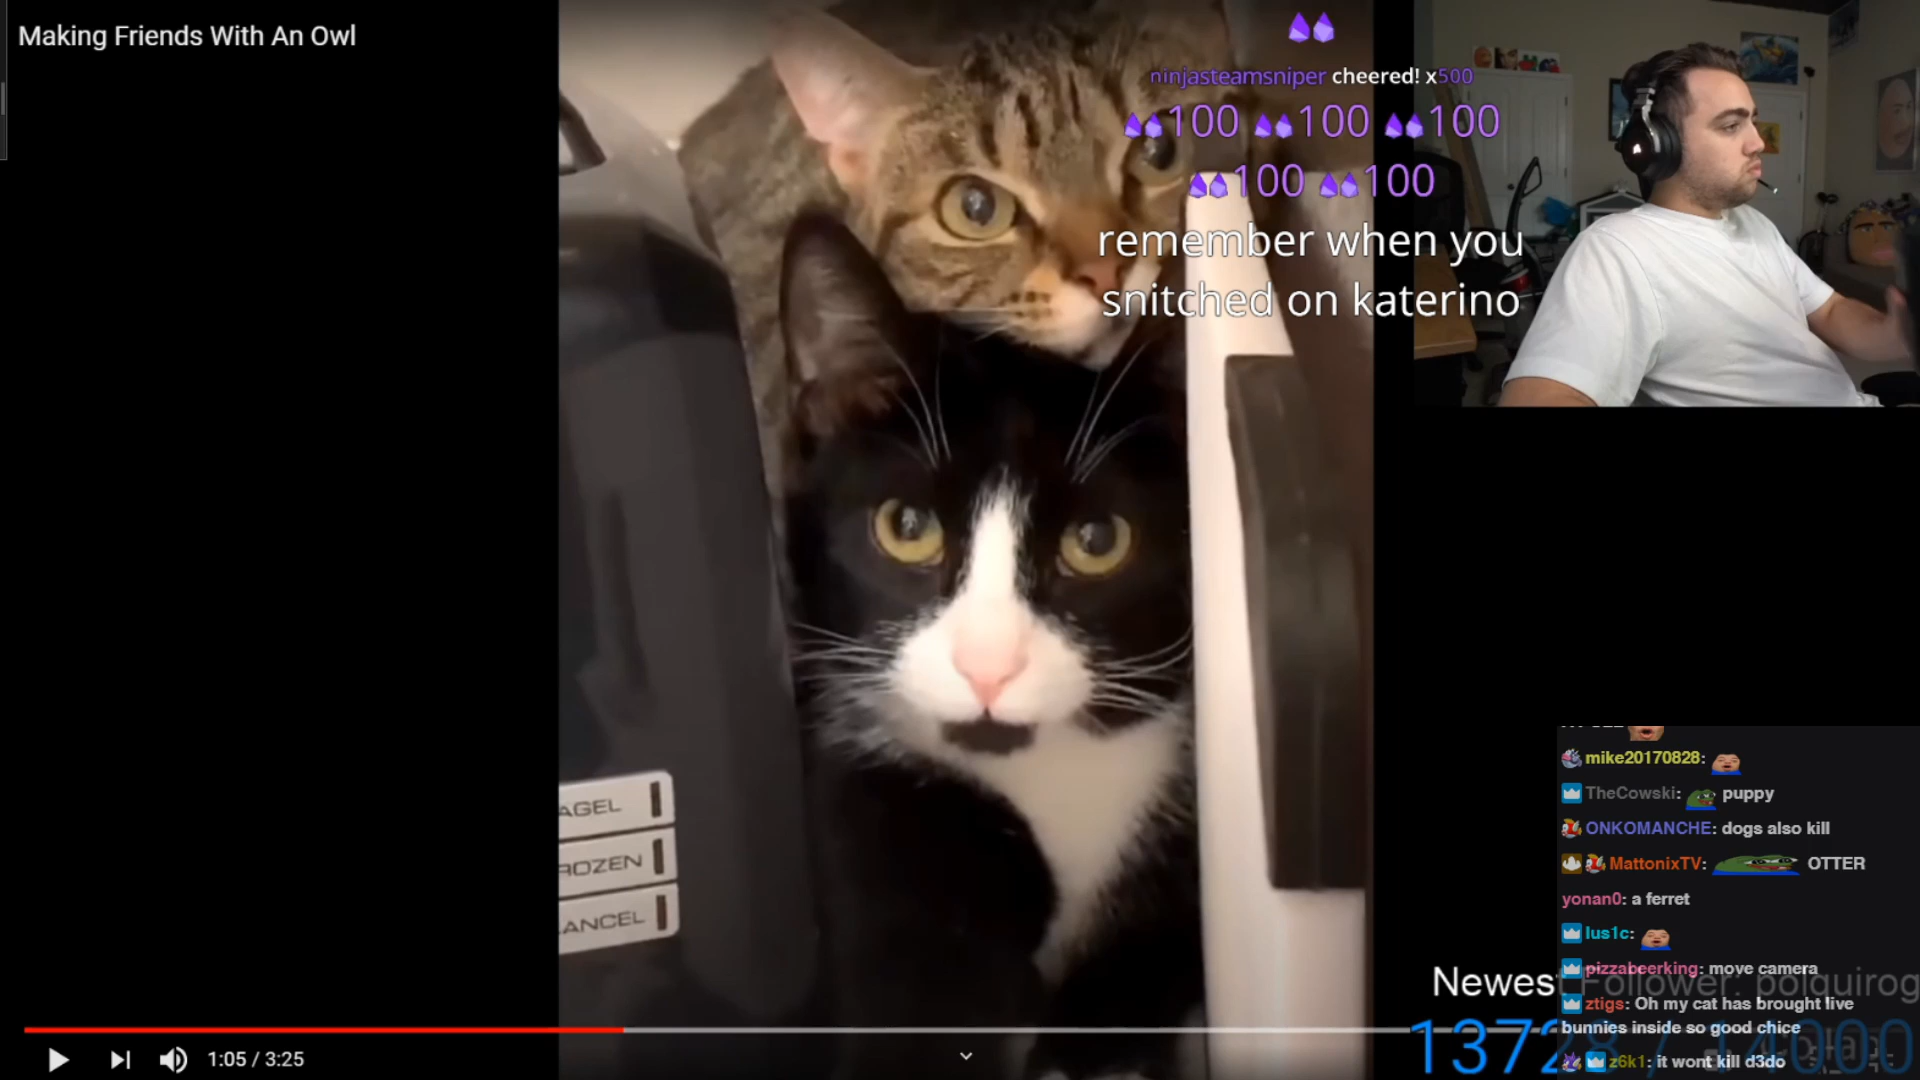 Making Friends With An Owl
ninjasteamsniper cheered! x500
100 100 100
100 100
remember when you
snitched on katerino
AGEL
ROZEN
ANCEL
mike20170828:
TheCowski: puppy
ONKOMANCHE: dogs also kill
MattonixTV: OTTER
yonan0: a ferret
lus1c:
pizzabeerking: move camera
Newest Follower: polquirog
ztigs: Oh my cat has brought live
bunnies inside so good chice
z6k1: it wont kill d3do
1:05 / 3:25